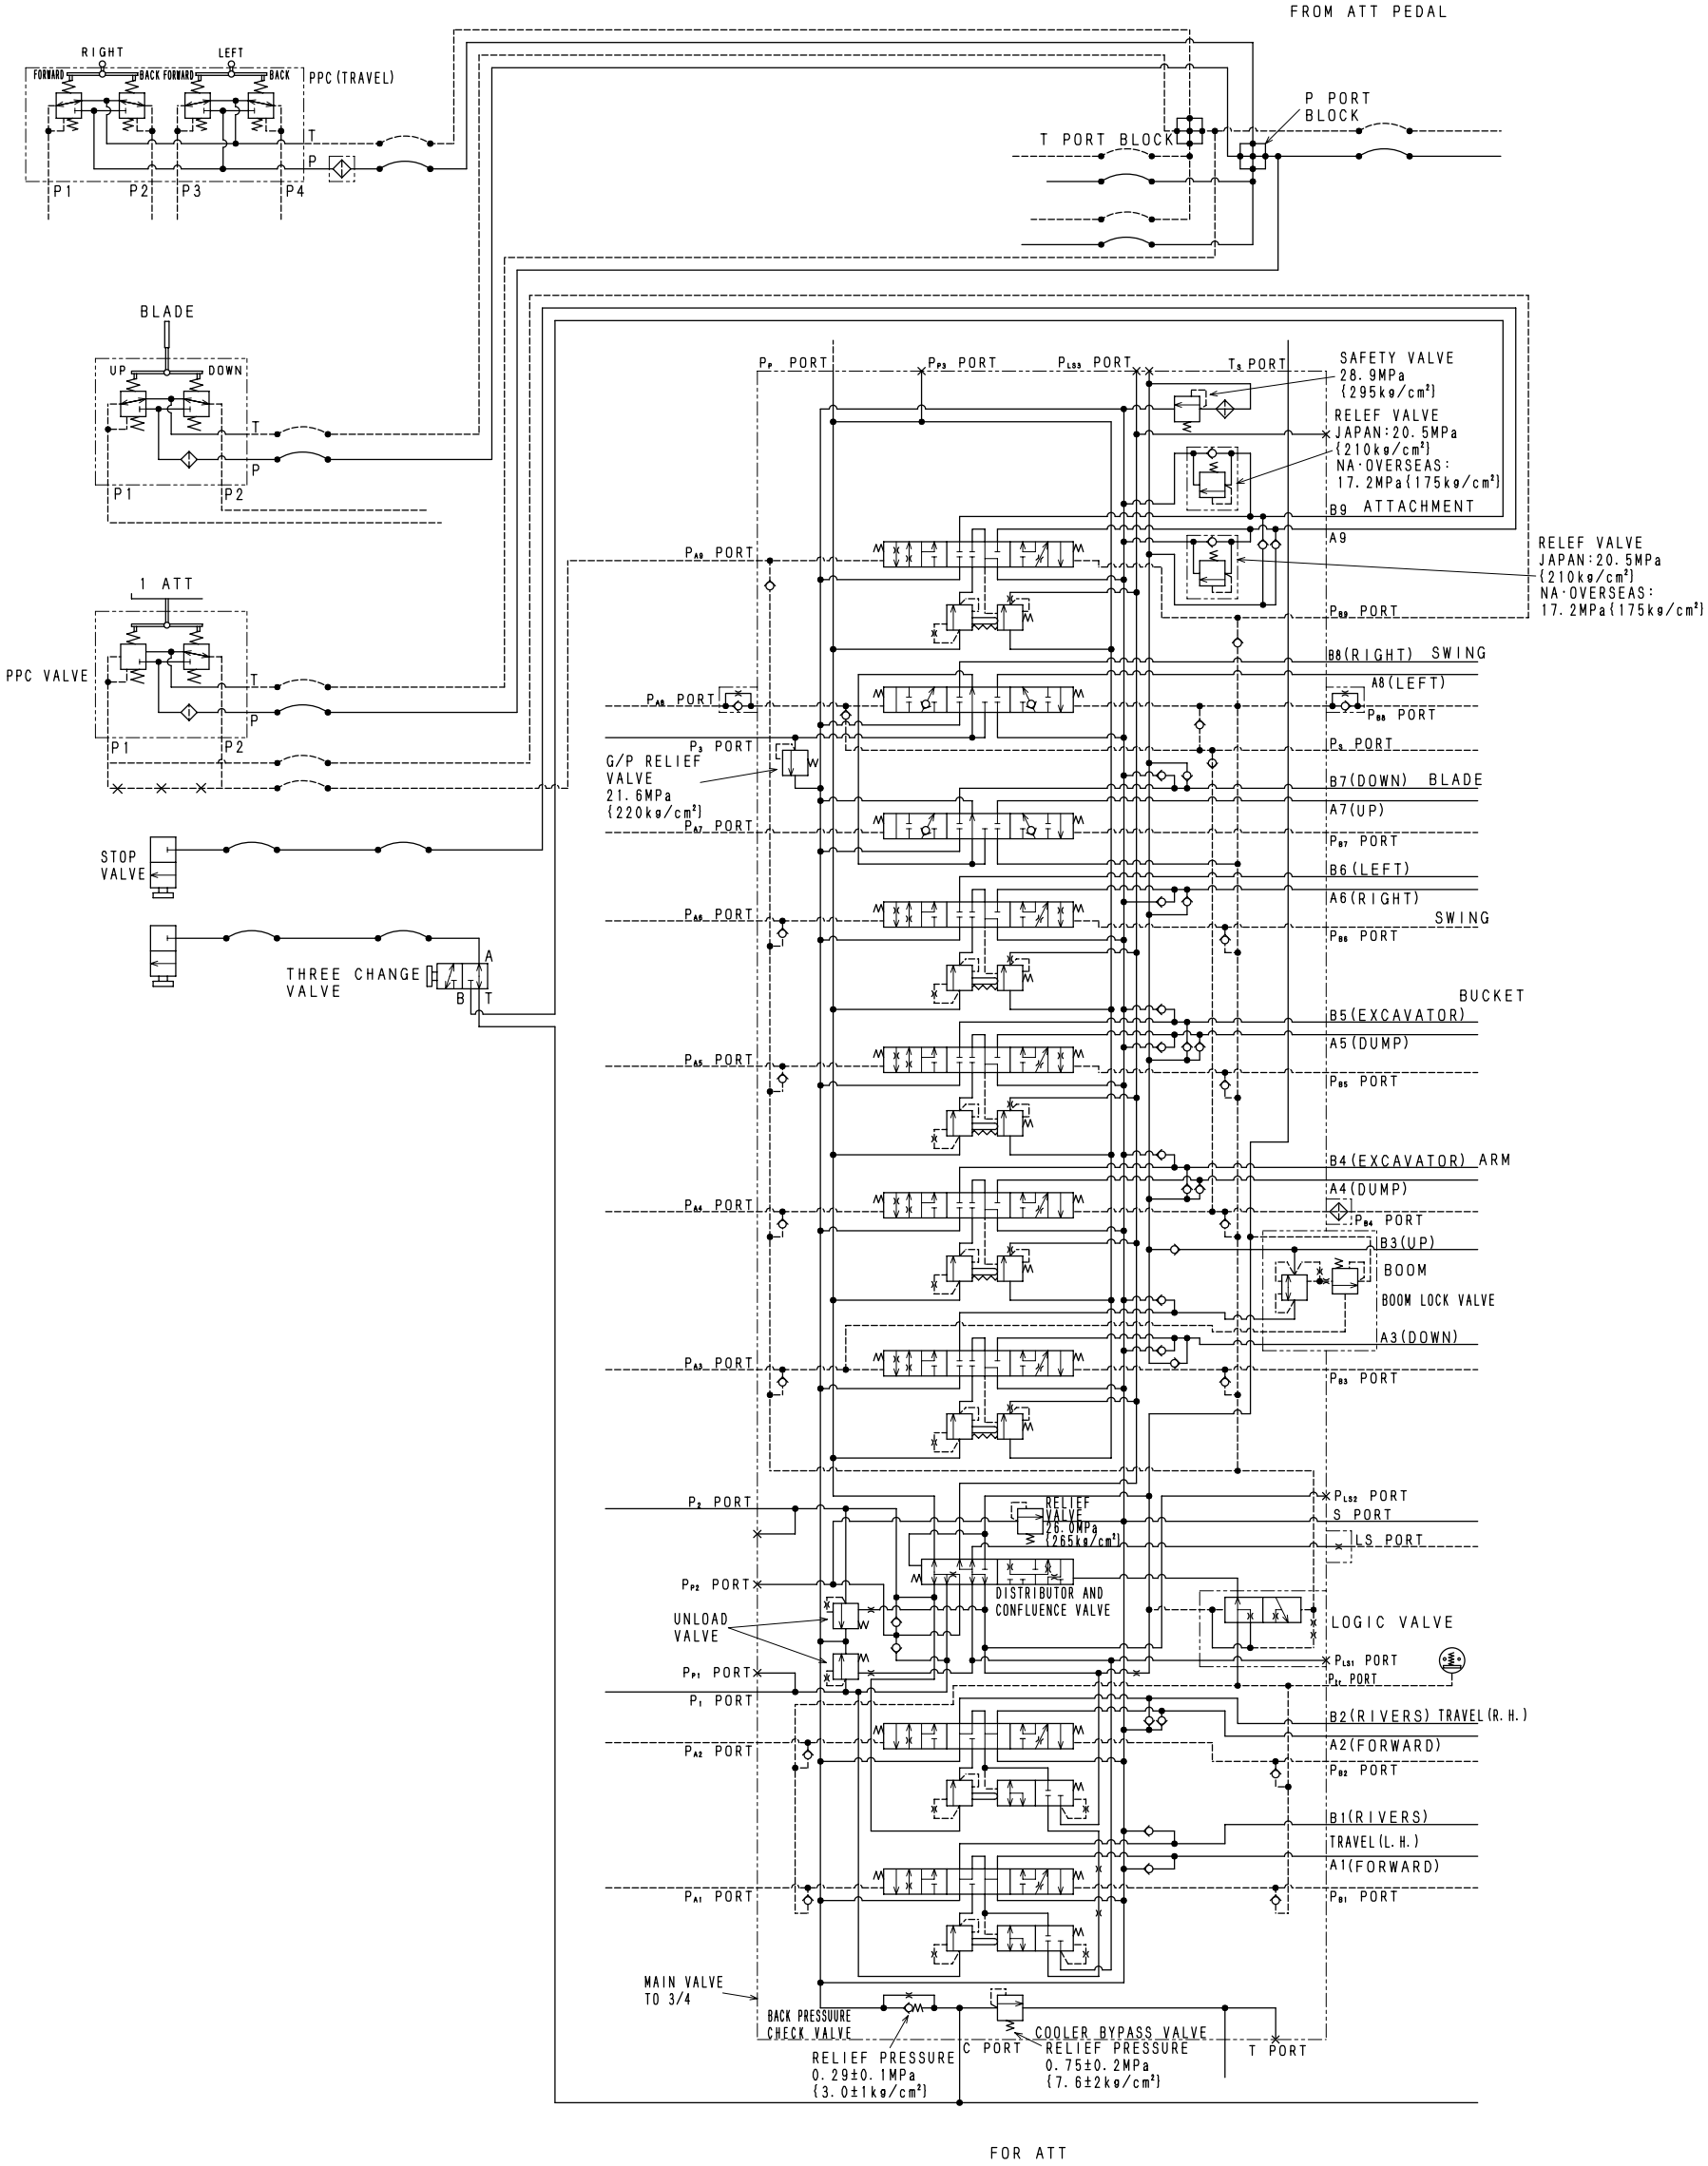 FROM ATT PEDAL
RIGHT
LEFT
FORWARD
BACK
FORWARD
BACK
PPC(TRAVEL)
T
P
P1
P2
P3
P4
P PORT
BLOCK
T PORT BLOCK
BLADE
UP
DOWN
T
P
P1
P2
1 ATT
PPC VALVE
T
P
P1
P2
STOP
VALVE
THREE CHANGE
VALVE
A
B
T
PP PORT
PP3 PORT
PLS3 PORT
TS PORT
SAFETY VALVE
28.9MPa
{295kg/cm²}
RELEF VALVE
JAPAN:20.5MPa
{210kg/cm²}
NA·OVERSEAS:
17.2MPa{175kg/cm²}
B9 ATTACHMENT
A9
RELEF VALVE
JAPAN:20.5MPa
{210kg/cm²}
NA·OVERSEAS:
17.2MPa{175kg/cm²}
PA9 PORT
PB9 PORT
B8(RIGHT) SWING
A8(LEFT)
PA8 PORT
PB8 PORT
P3 PORT
PS PORT
G/P RELIEF
VALVE
21.6MPa
{220kg/cm²}
B7(DOWN) BLADE
A7(UP)
PA7 PORT
PB7 PORT
B6(LEFT)
A6(RIGHT)
PA6 PORT
SWING
PB6 PORT
BUCKET
B5(EXCAVATOR)
A5(DUMP)
PA5 PORT
PB5 PORT
B4(EXCAVATOR) ARM
A4(DUMP)
PA4 PORT
PB4 PORT
B3(UP)
BOOM
BOOM LOCK VALVE
A3(DOWN)
PA3 PORT
PB3 PORT
P2 PORT
RELIEF
VALVE
26.0MPa
{265kg/cm²}
PLS2 PORT
S PORT
LS PORT
PP2 PORT
DISTRIBUTOR AND
CONFLUENCE VALVE
UNLOAD
VALVE
LOGIC VALVE
PP1 PORT
PLS1 PORT
P1 PORT
B2(RIVERS) TRAVEL(R.H.)
A2(FORWARD)
PA2 PORT
PB2 PORT
B1(RIVERS)
TRAVEL(L.H.)
A1(FORWARD)
PA1 PORT
PB1 PORT
MAIN VALVE
TO 3/4
BACK PRESSUURE
CHECK VALVE
RELIEF PRESSURE
0.29±0.1MPa
{3.0±1kg/cm²}
C PORT
COOLER BYPASS VALVE
RELIEF PRESSURE
0.75±0.2MPa
{7.6±2kg/cm²}
T PORT
FOR ATT